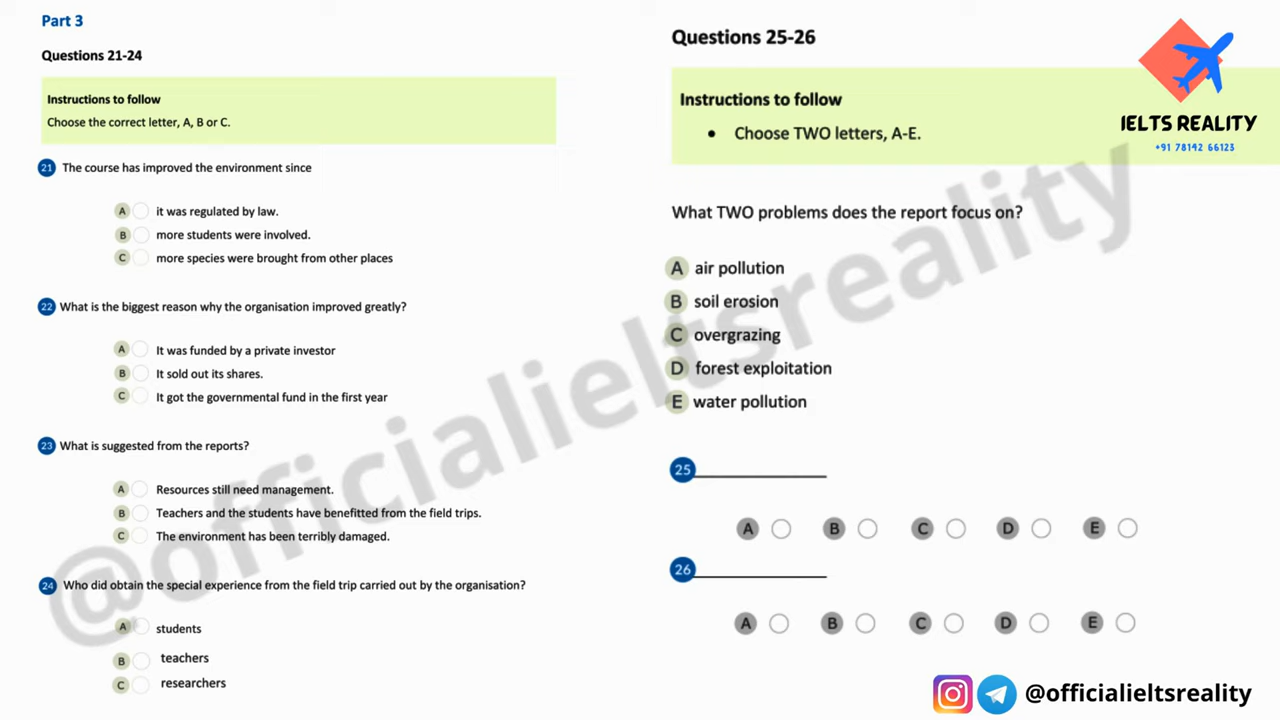 Part 3
Questions 21-24
Instructions to follow
Choose the correct letter, A, B or C.
21 The course has improved the environment since
A it was regulated by law.
B more students were involved.
C more species were brought from other places
22 What is the biggest reason why the organisation improved greatly?
A It was funded by a private investor
B It sold out its shares.
C It got the governmental fund in the first year
23 What is suggested from the reports?
A Resources still need management.
B Teachers and the students have benefitted from the field trips.
C The environment has been terribly damaged.
24 Who did obtain the special experience from the field trip carried out by the organisation?
A students
B teachers
C researchers
Questions 25-26
Instructions to follow
• Choose TWO letters, A-E.
What TWO problems does the report focus on?
A air pollution
B soil erosion
C overgrazing
D forest exploitation
E water pollution
25
A B C D E
26
A B C D E
IELTS REALITY
+91 78142 66123
@officialieltsreality
@officialieltsreality